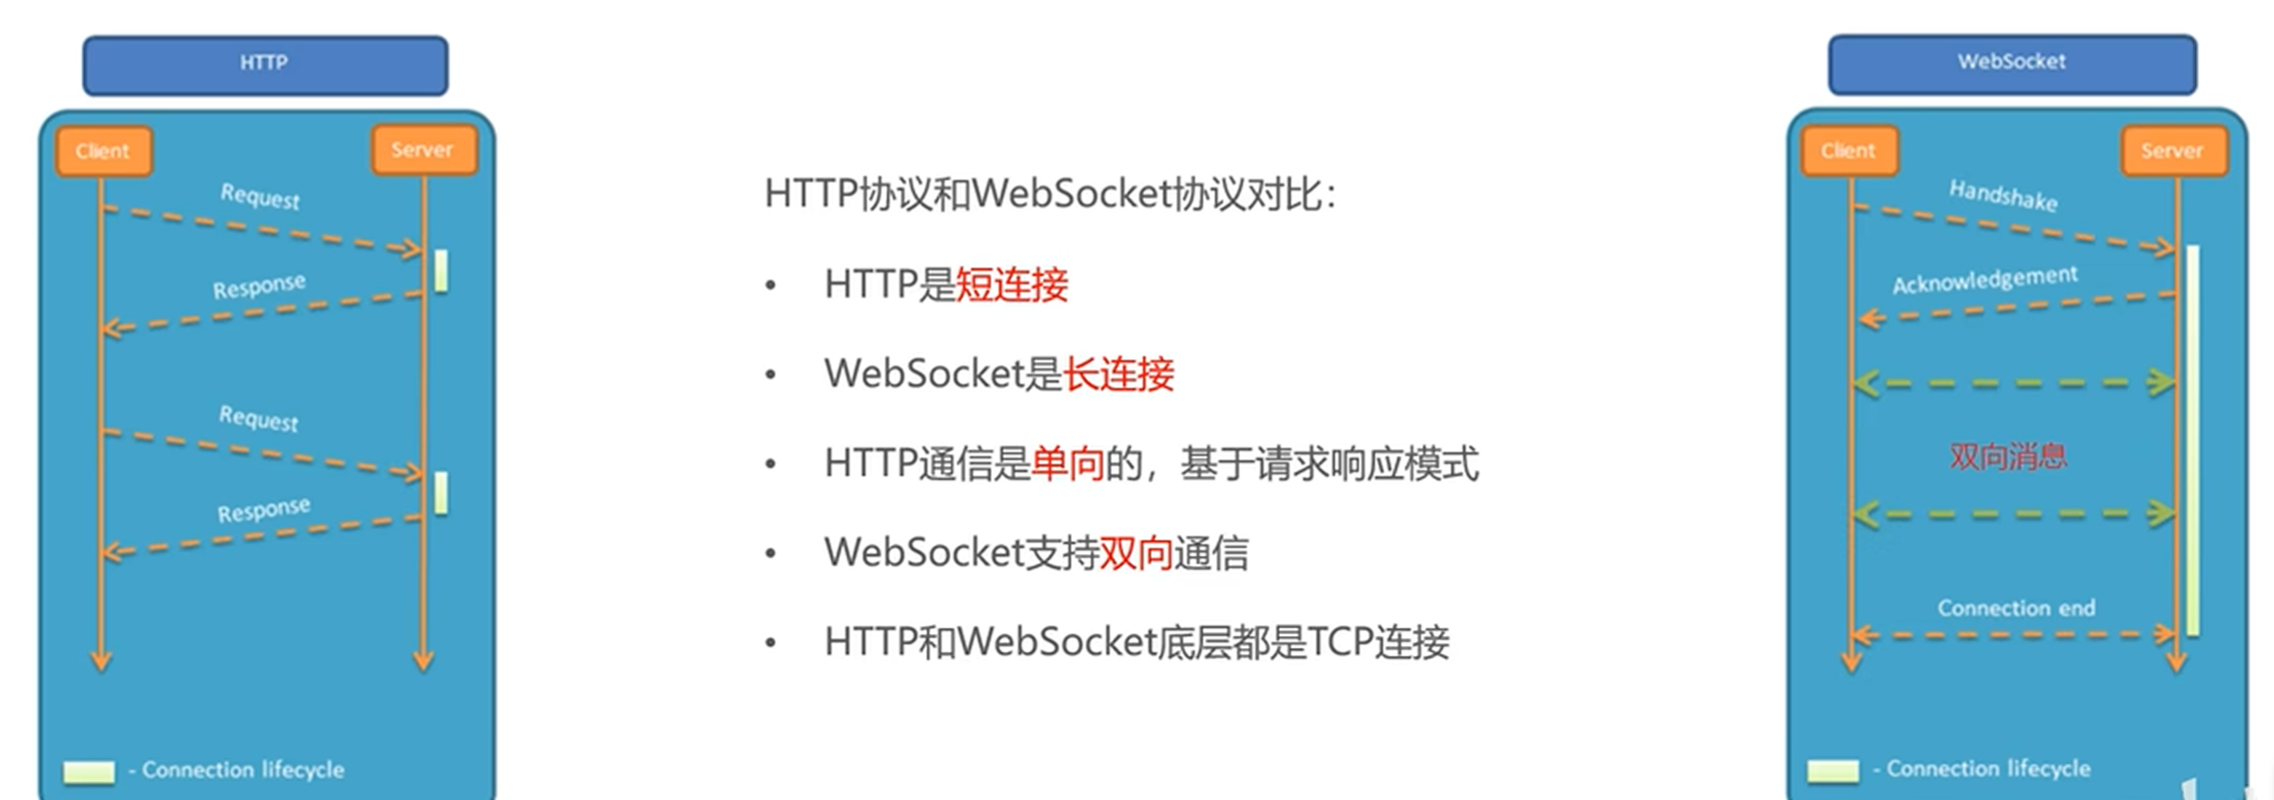 HTTP
Client
Server
Request
Response
Request
Response
- Connection lifecycle
HTTP协议和WebSocket协议对比：
• HTTP是短连接
• WebSocket是长连接
• HTTP通信是单向的，基于请求响应模式
• WebSocket支持双向通信
• HTTP和WebSocket底层都是TCP连接
WebSocket
Client
Server
Handshake
Acknowledgement
双向消息
Connection end
- Connection lifecycle